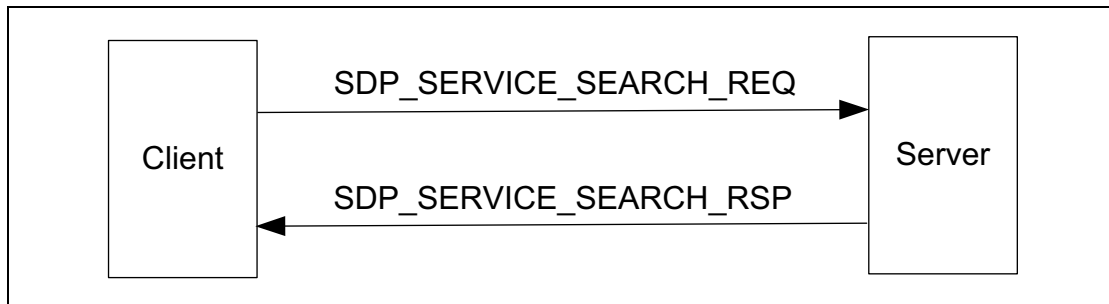 SDP_SERVICE_SEARCH_REQ
Client
Server
SDP_SERVICE_SEARCH_RSP